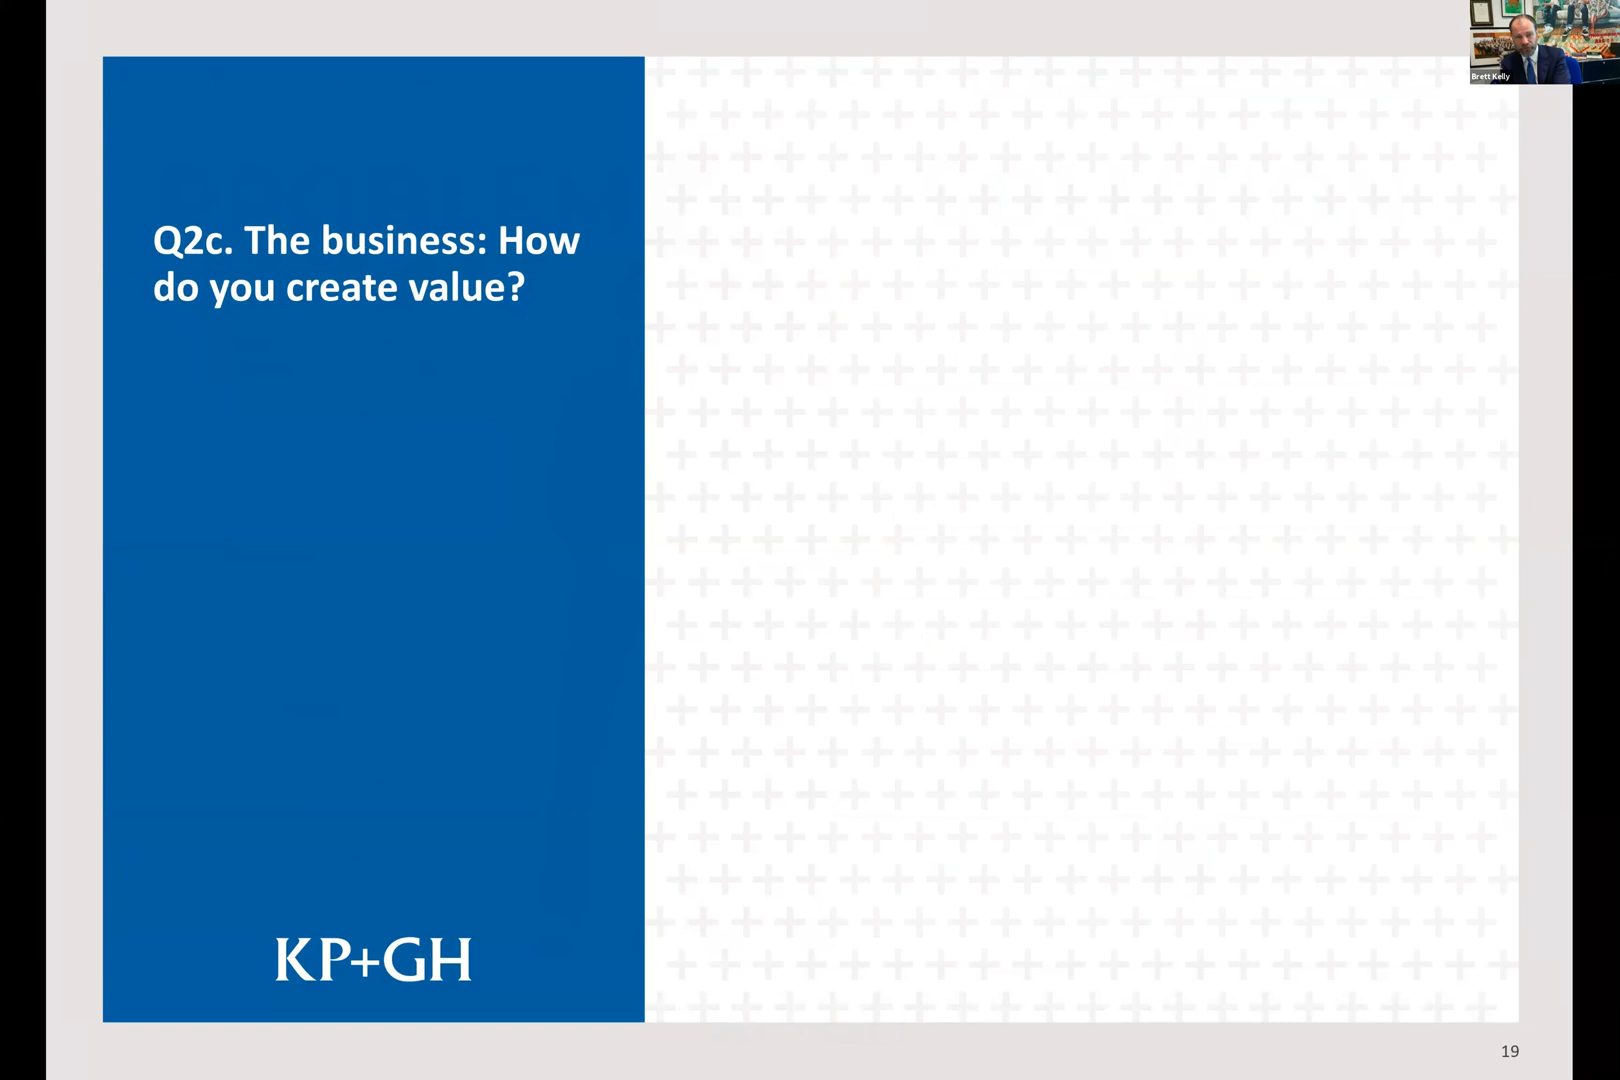 Brett Kelly
Q2c. The business: How
do you create value?
KP+GH
19